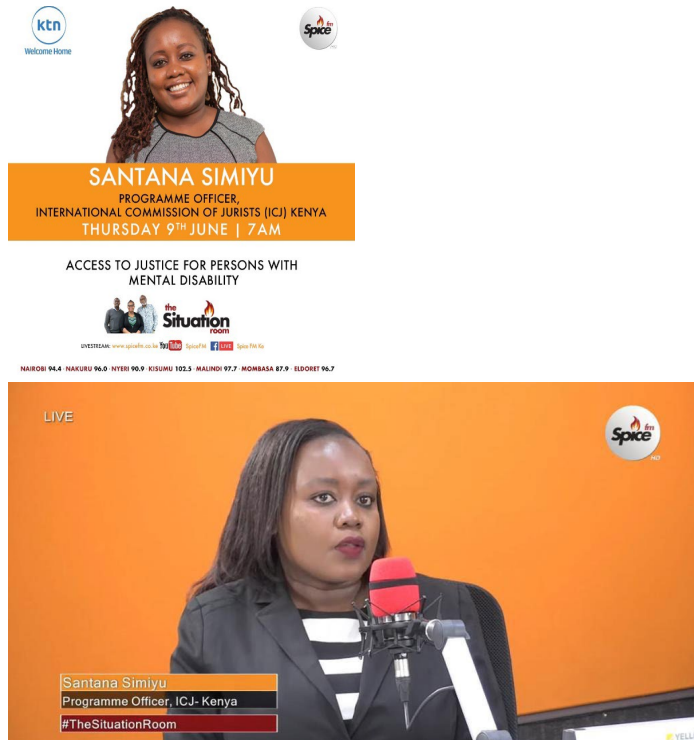 ktn
Welcome Home
Spice fm
SANTANA SIMIYU
PROGRAMME OFFICER,
INTERNATIONAL COMMISSION OF JURISTS (ICJ) KENYA
THURSDAY 9TH JUNE | 7AM
ACCESS TO JUSTICE FOR PERSONS WITH
MENTAL DISABILITY
the
Situation
room
LIVESTREAM: www.spicefm.co.ke YouTube SpiceFM f LIVE Spice FM Ke
NAIROBI 94.4 · NAKURU 96.0 · NYERI 90.9 · KISUMU 102.5 · MALINDI 97.7 · MOMBASA 87.9 · ELDORET 96.7
LIVE
Spice fm
Santana Simiyu
Programme Officer, ICJ- Kenya
#TheSituationRoom
YELL